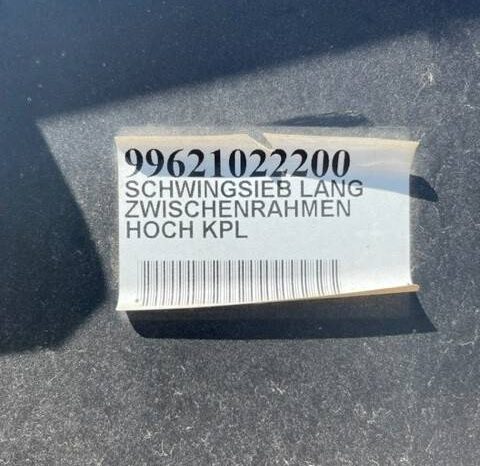 99621022200
SCHWINGSIEB LANG
ZWISCHENRAHMEN
HOCH KPL